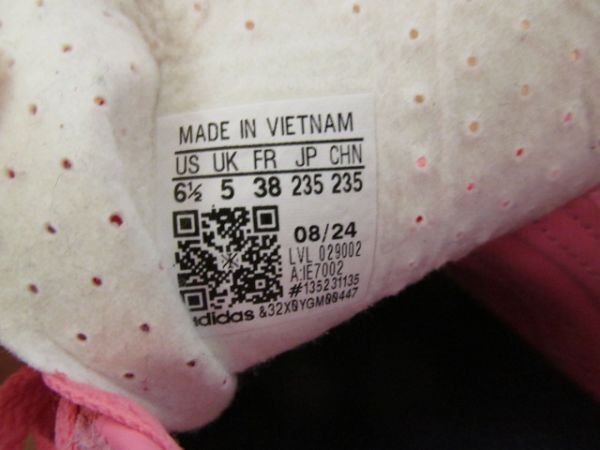 MADE IN VIETNAM
US UK FR JP CHN
6½ 5 38 235 235
08/24
LVL 029002
A:IE7002
#135231135
adidas &32X0YGM00447